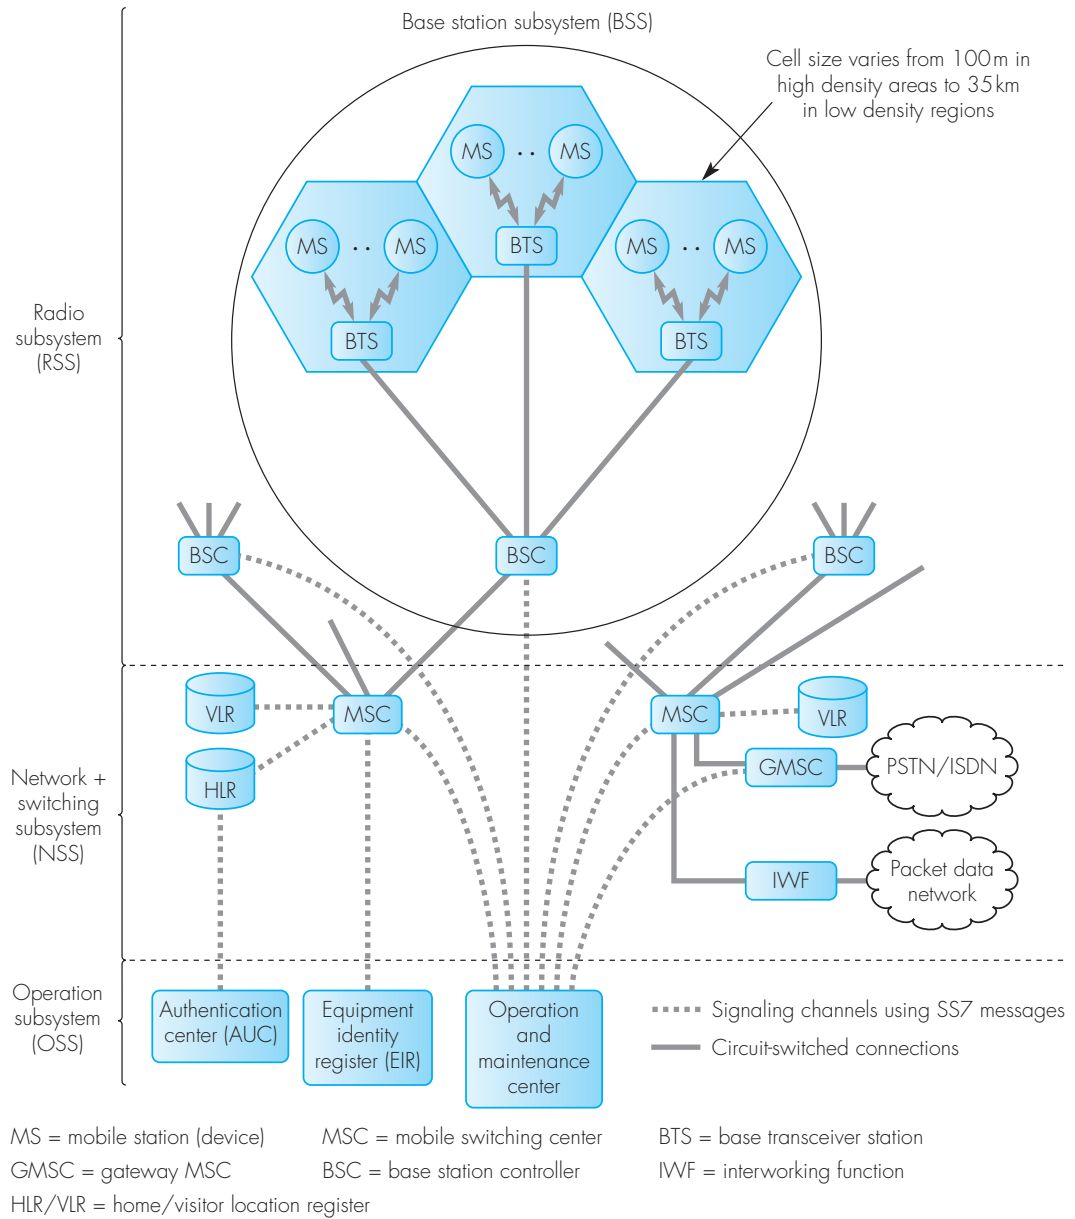 Base station subsystem (BSS)
Cell size varies from 100 m in
high density areas to 35 km
in low density regions
MS
..
MS
BTS
MS
..
MS
BTS
MS
..
MS
BTS
Radio
subsystem
(RSS)
BSC
BSC
BSC
VLR
MSC
MSC
VLR
HLR
GMSC
PSTN/ISDN
Network +
switching
subsystem
(NSS)
IWF
Packet data
network
Operation
subsystem
(OSS)
Authentication
center (AUC)
Equipment
identity
register (EIR)
Operation
and
maintenance
center
Signaling channels using SS7 messages
Circuit-switched connections
MS = mobile station (device)
MSC = mobile switching center
BTS = base transceiver station
GMSC = gateway MSC
BSC = base station controller
IWF = interworking function
HLR/VLR = home/visitor location register